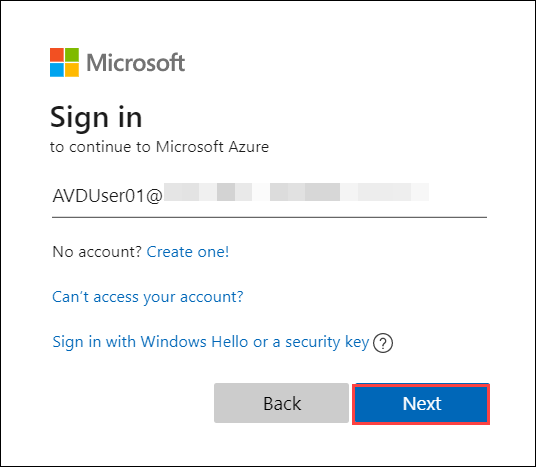 Microsoft
Sign in
to continue to Microsoft Azure
AVDUser01@
No account? Create one!
Can't access your account?
Sign in with Windows Hello or a security key ?
Back
Next